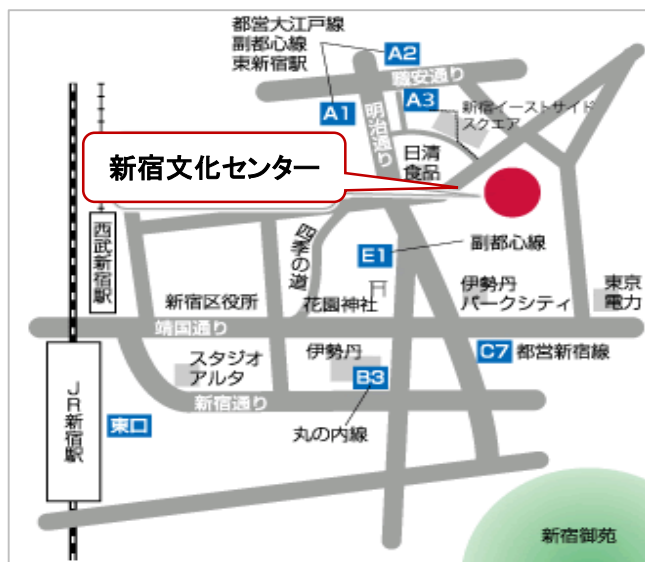 都営大江戸線
副都心線
東新宿駅
A2
職安通り
A1
A3
明治通り
新宿イーストサイド
スクエア
日清
食品
新宿文化センター
西武新宿駅
四季の道
E1
副都心線
新宿区役所
花園神社
伊勢丹
パークシティ
東京
電力
靖国通り
スタジオ
アルタ
伊勢丹
C7
都営新宿線
B3
新宿通り
JR新宿駅
東口
丸の内線
新宿御苑